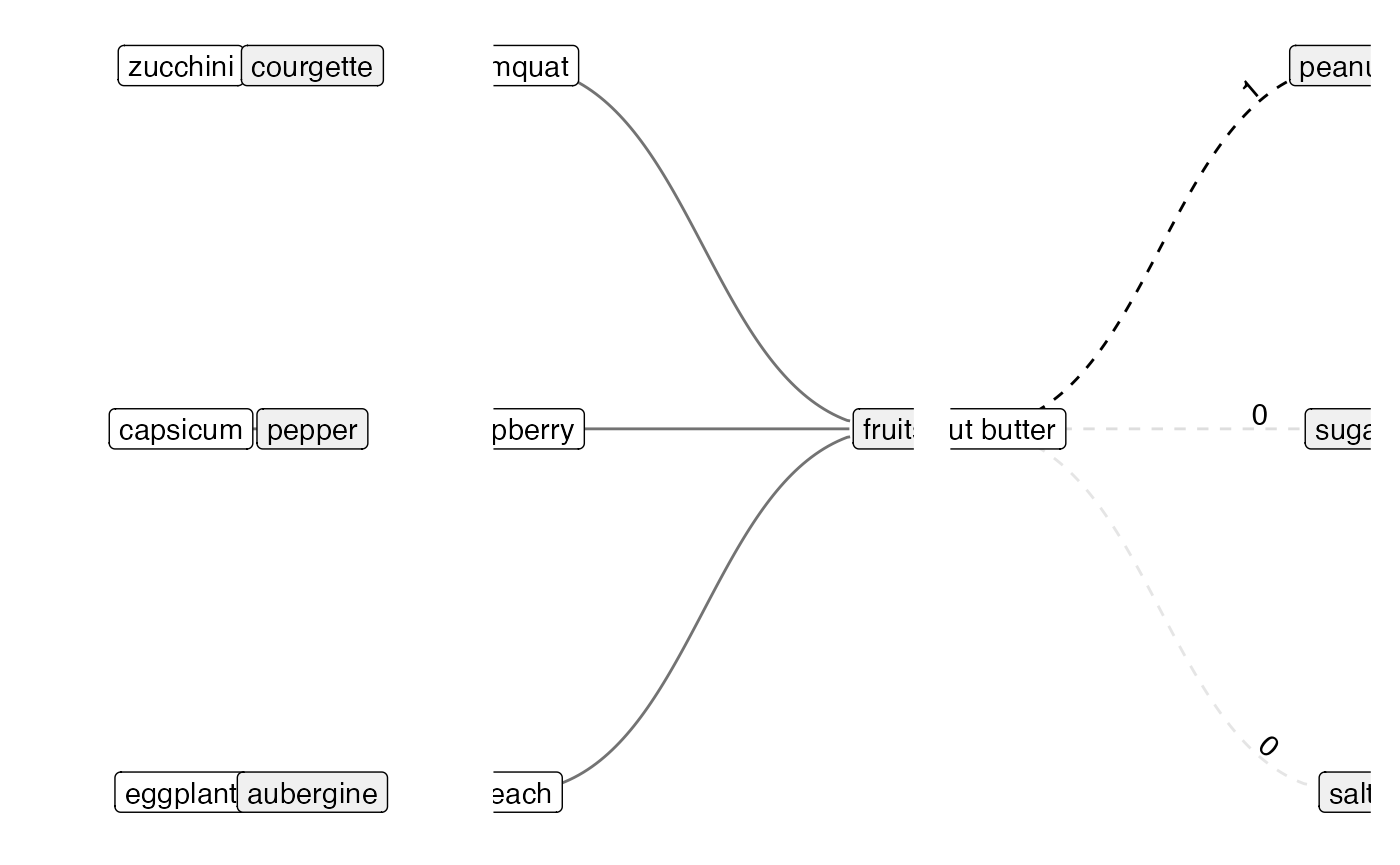 zucchini courgette mquat 1 peanu
capsicum pepper pberry fruits ut butter 0 suga
eggplant aubergine each 0 salt